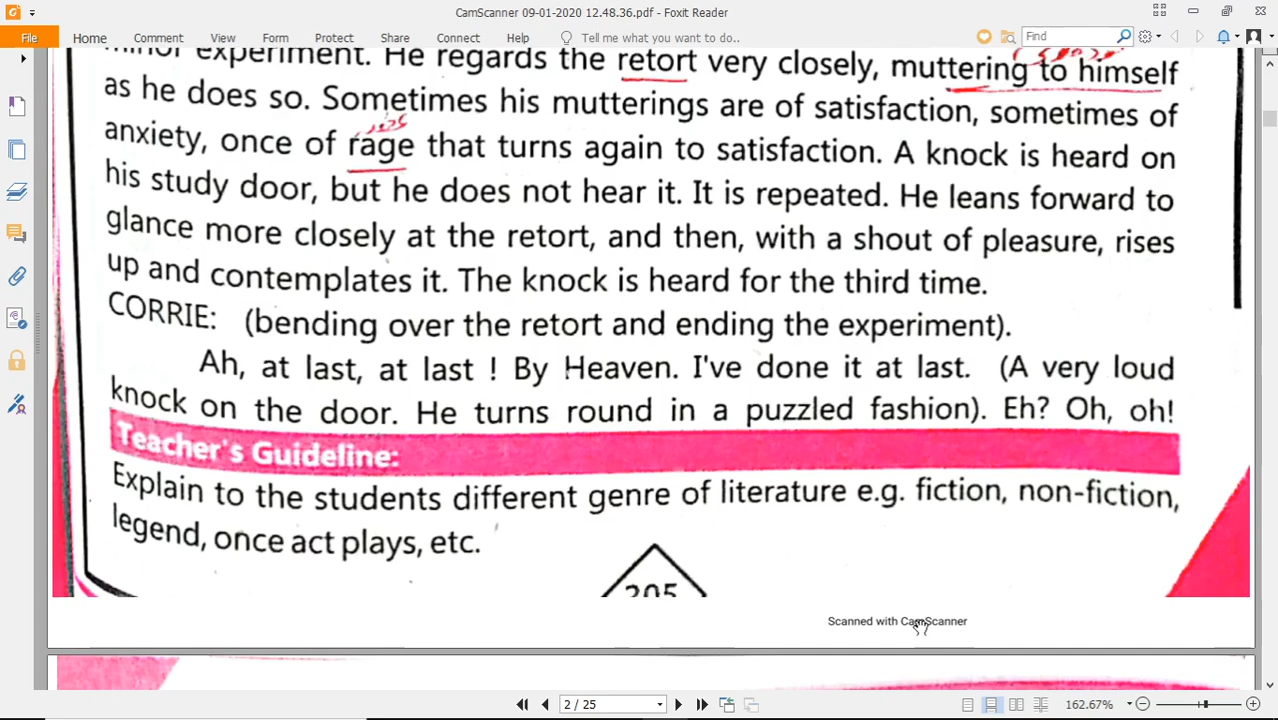 CamScanner 09-01-2020 12.48.36.pdf - Foxit Reader
File Home Comment View Form Protect Share Connect Help Tell me what you want to do.. Find
minor experiment. He regards the retort very closely, muttering to himself
as he does so. Sometimes his mutterings are of satisfaction, sometimes of
anxiety, once of rage that turns again to satisfaction. A knock is heard on
his study door, but he does not hear it. It is repeated. He leans forward to
glance more closely at the retort, and then, with a shout of pleasure, rises
up and contemplates it. The knock is heard for the third time.
CORRIE: (bending over the retort and ending the experiment).
Ah, at last, at last ! By Heaven. I've done it at last. (A very loud
knock on the door. He turns round in a puzzled fashion). Eh? Oh, oh!
Teacher's Guideline:
Explain to the students different genre of literature e.g. fiction, non-fiction,
legend, once act plays, etc.
205
Scanned with CamScanner
2 / 25 162.67%